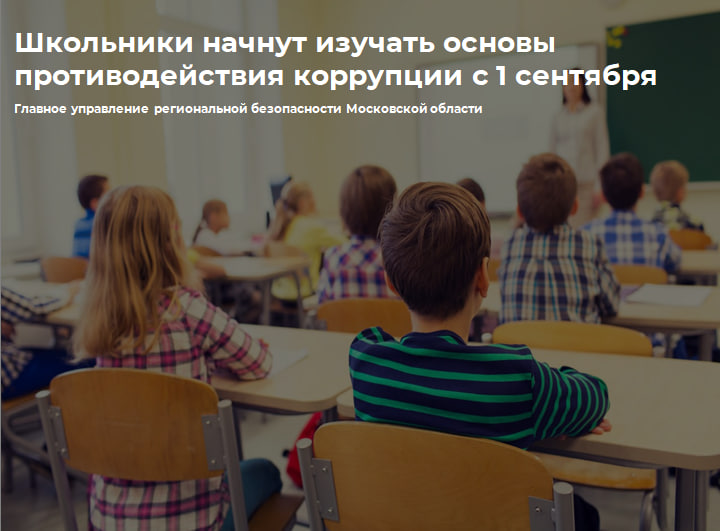 Школьники начнут изучать основы
противодействия коррупции с 1 сентября
Главное управление региональной безопасности Московской области